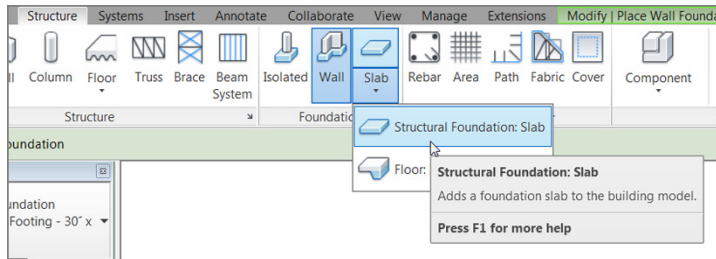 Structure Systems Insert Annotate Collaborate View Manage Extensions Modify | Place Wall Founda
Column Floor Truss Brace Beam System Isolated Wall Slab Rebar Area Path Fabric Cover Component
Structure Foundatio
oundation
Structural Foundation: Slab
Floor:
undation
Footing - 30" x
Structural Foundation: Slab
Adds a foundation slab to the building model.
Press F1 for more help